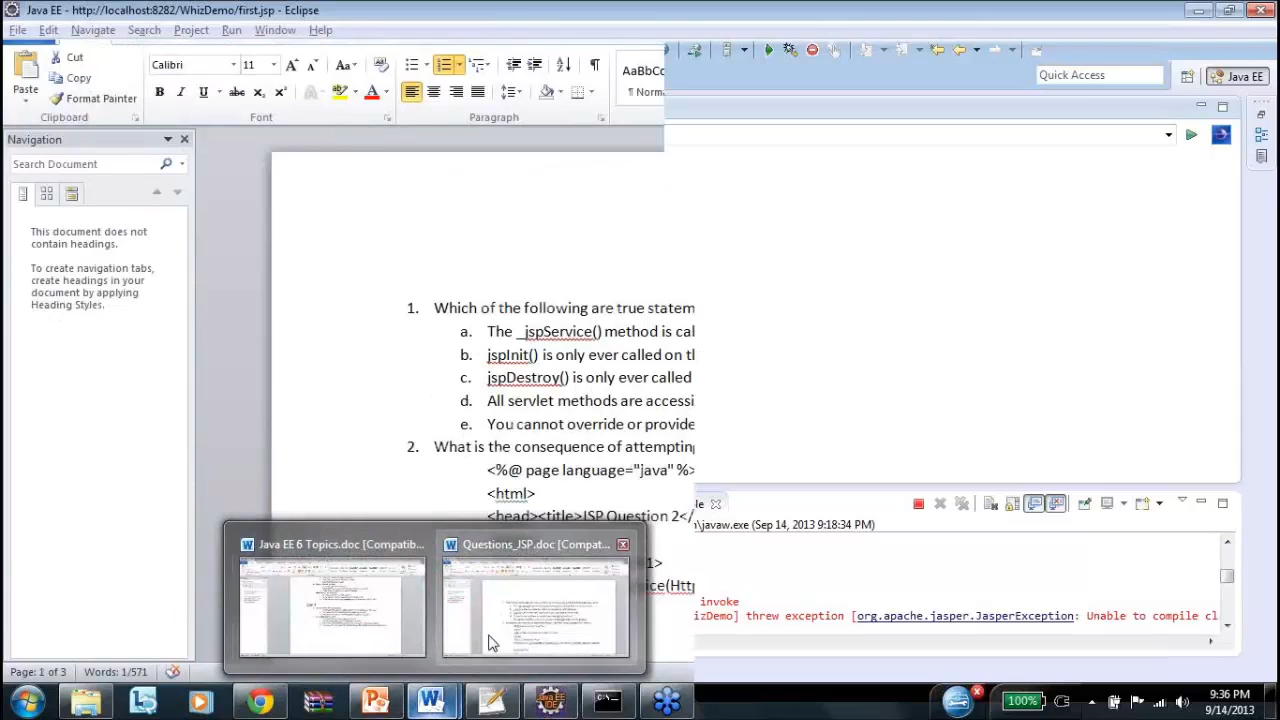 Java EE - http://localhost:8282/WhizDemo/first.jsp - Eclipse
File Edit Navigate Search Project Run Window Help
Cut
Copy
Paste
Format Painter
Clipboard
Calibri 11
Font
Paragraph
AaBbCc
¶ Norm
Quick Access
Java EE
Navigation
Search Document
This document does not
contain headings.
To create navigation tabs,
create headings in your
document by applying
Heading Styles.
1. Which of the following are true statem
a. The _jspService() method is cal
b. jspInit() is only ever called on th
c. jspDestroy() is only ever called
d. All servlet methods are accessi
e. You cannot override or provide
2. What is the consequence of attempting
<%@ page language="java" %>
<html>
<head><title>JSP Question 2</
1>
ice(Htt
Java EE 6 Topics.doc [Compatib...
Questions_JSP.doc [Compat...
le
\javaw.exe (Sep 14, 2013 9:18:34 PM)
invoke
izDemo] threw exception [org.apache.jasper.JasperException: Unable to compile cl
Page: 1 of 3 Words: 1/571
100%
9:36 PM
9/14/2013